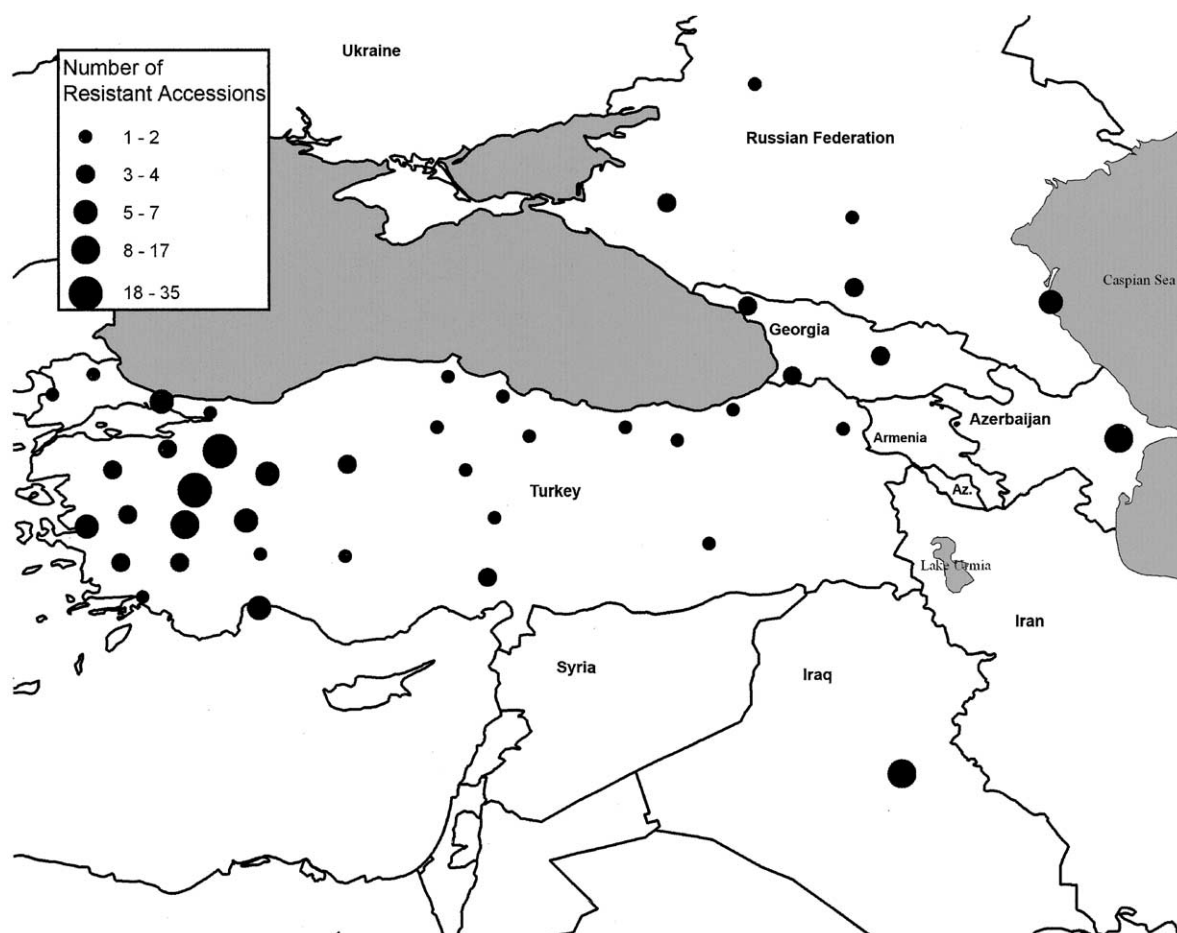 Ukraine
Number of
Resistant Accessions
1 - 2
3 - 4
5 - 7
8 - 17
18 - 35
Russian Federation
Caspian Sea
Georgia
Azerbaijan
Armenia
Az.
Turkey
Lake Urmia
Iran
Syria
Iraq